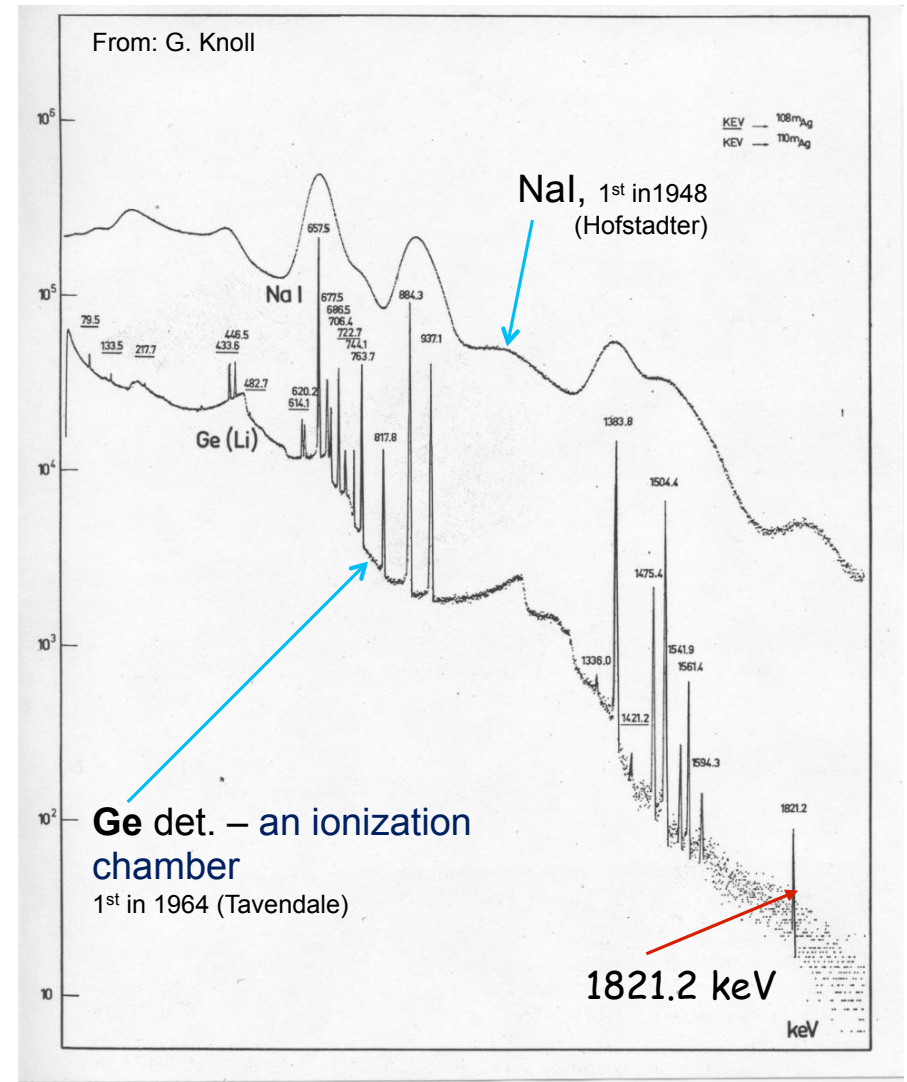 From: G. Knoll
10⁶
KEV → 108mAg
KEV → 110mAg
NaI, 1st in1948
(Hofstadter)
657.5
Na I
10⁵
79.5
133.5
217.7
446.5
433.6
482.7
620.2
614.1
677.5
686.5
706.4
722.7
744.1
763.7
884.3
937.1
817.8
Ge (Li)
10⁴
1383.8
1504.4
1475.4
10³
1336.0
1541.9
1561.4
1421.2
1594.3
10²
1821.2
Ge det. – an ionization
chamber
1st in 1964 (Tavendale)
1821.2 keV
10
keV